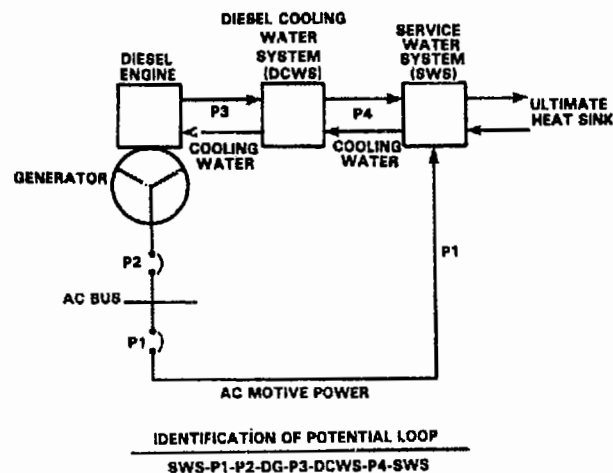 DIESEL COOLING
WATER
SYSTEM
(DCWS)
SERVICE
WATER
SYSTEM
(SWS)
DIESEL
ENGINE
P3
P4
ULTIMATE
HEAT SINK
COOLING
WATER
COOLING
WATER
GENERATOR
P1
P2
AC BUS
P1
AC MOTIVE POWER
IDENTIFICATION OF POTENTIAL LOOP
SWS-P1-P2-DG-P3-DCWS-P4-SWS